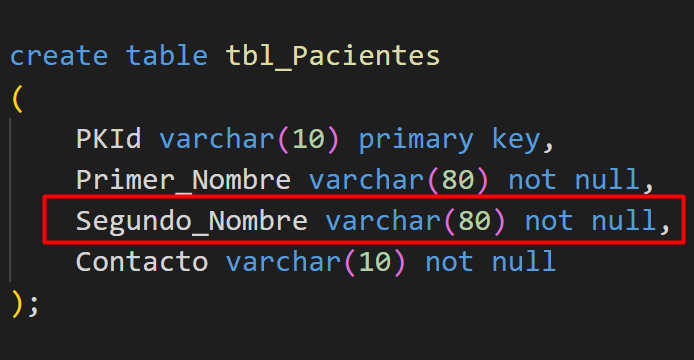 create table tbl_Pacientes
(
PKId varchar(10) primary key,
Primer_Nombre varchar(80) not null,
Segundo_Nombre varchar(80) not null,
Contacto varchar(10) not null
);